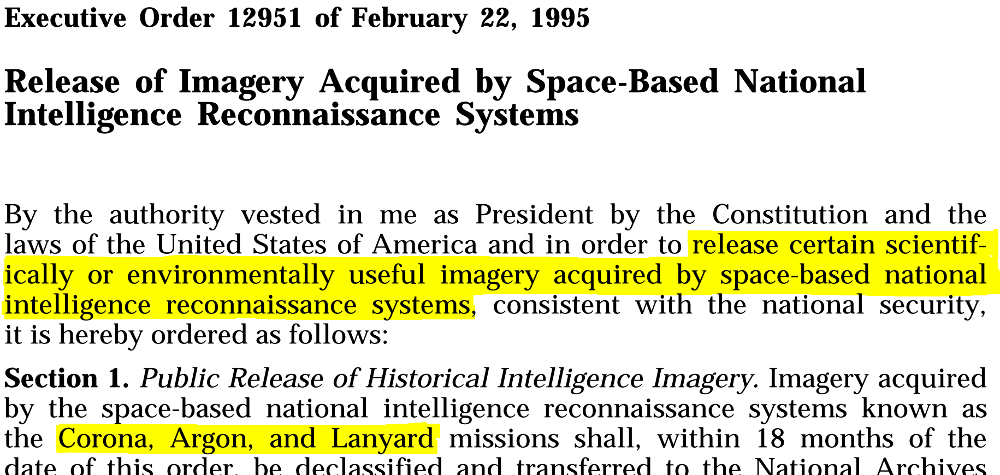 Executive Order 12951 of February 22, 1995
Release of Imagery Acquired by Space-Based National
Intelligence Reconnaissance Systems
By the authority vested in me as President by the Constitution and the
laws of the United States of America and in order to release certain scientif-
ically or environmentally useful imagery acquired by space-based national
intelligence reconnaissance systems, consistent with the national security,
it is hereby ordered as follows:
Section 1. Public Release of Historical Intelligence Imagery. Imagery acquired
by the space-based national intelligence reconnaissance systems known as
the Corona, Argon, and Lanyard missions shall, within 18 months of the
date of this order, be declassified and transferred to the National Archives